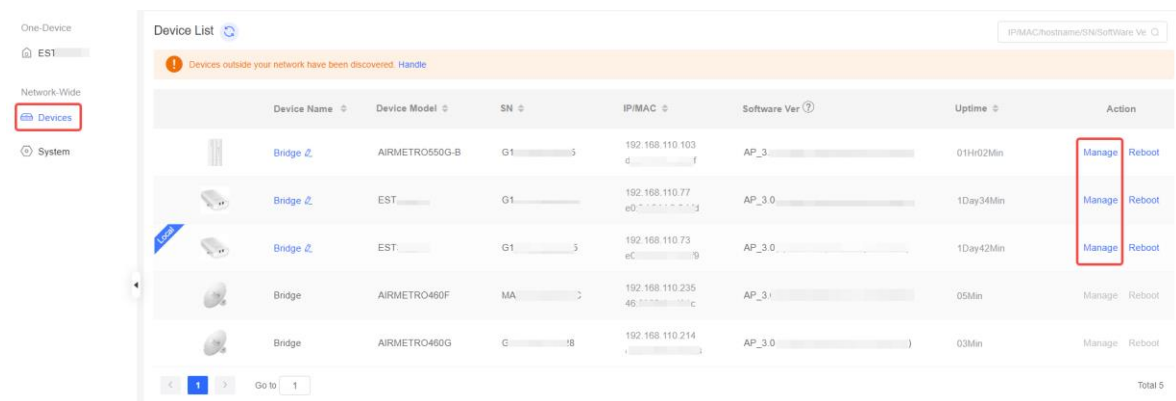 One-Device
EST
Network-Wide
Devices
System
Device List
IP/MAC/hostname/SN/SoftWare Ve
Devices outside your network have been discovered. Handle
Device Name Device Model SN IP/MAC Software Ver Uptime Action
Bridge AIRMETRO550G-B G1 5 192.168.110.103 AP_3 01Hr02Min Manage Reboot
d f
Bridge EST G1 192.168.110.77 AP_3.0 1Day34Min Manage Reboot
e0:
Local
Bridge EST G1 5 192.168.110.73 AP_3.0 1Day42Min Manage Reboot
Bridge AIRMETRO460F MA 192.168.110.235 AP_3. 05Min Manage Reboot
46
Bridge AIRMETRO460G 192.168.110.214 AP_3.0 03Min Manage Reboot
1 Go to 1 Total 5